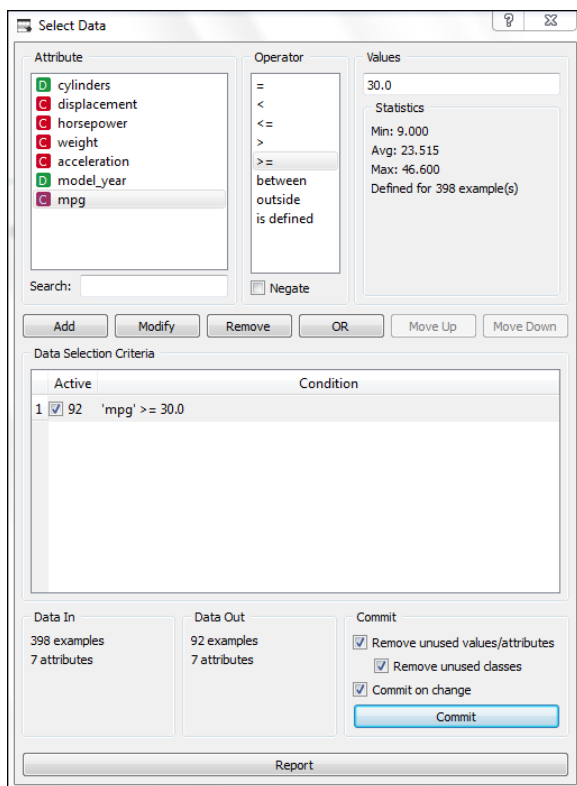 Select Data
Attribute
D cylinders
C displacement
C horsepower
C weight
C acceleration
D model_year
C mpg
Search:
Operator
=
<
<=
>
>=
between
outside
is defined
Negate
Values
30.0
Statistics
Min: 9.000
Avg: 23.515
Max: 46.600
Defined for 398 example(s)
Add Modify Remove OR Move Up Move Down
Data Selection Criteria
Active Condition
1 92 'mpg' >= 30.0
Data In
398 examples
7 attributes
Data Out
92 examples
7 attributes
Commit
Remove unused values/attributes
Remove unused classes
Commit on change
Commit
Report